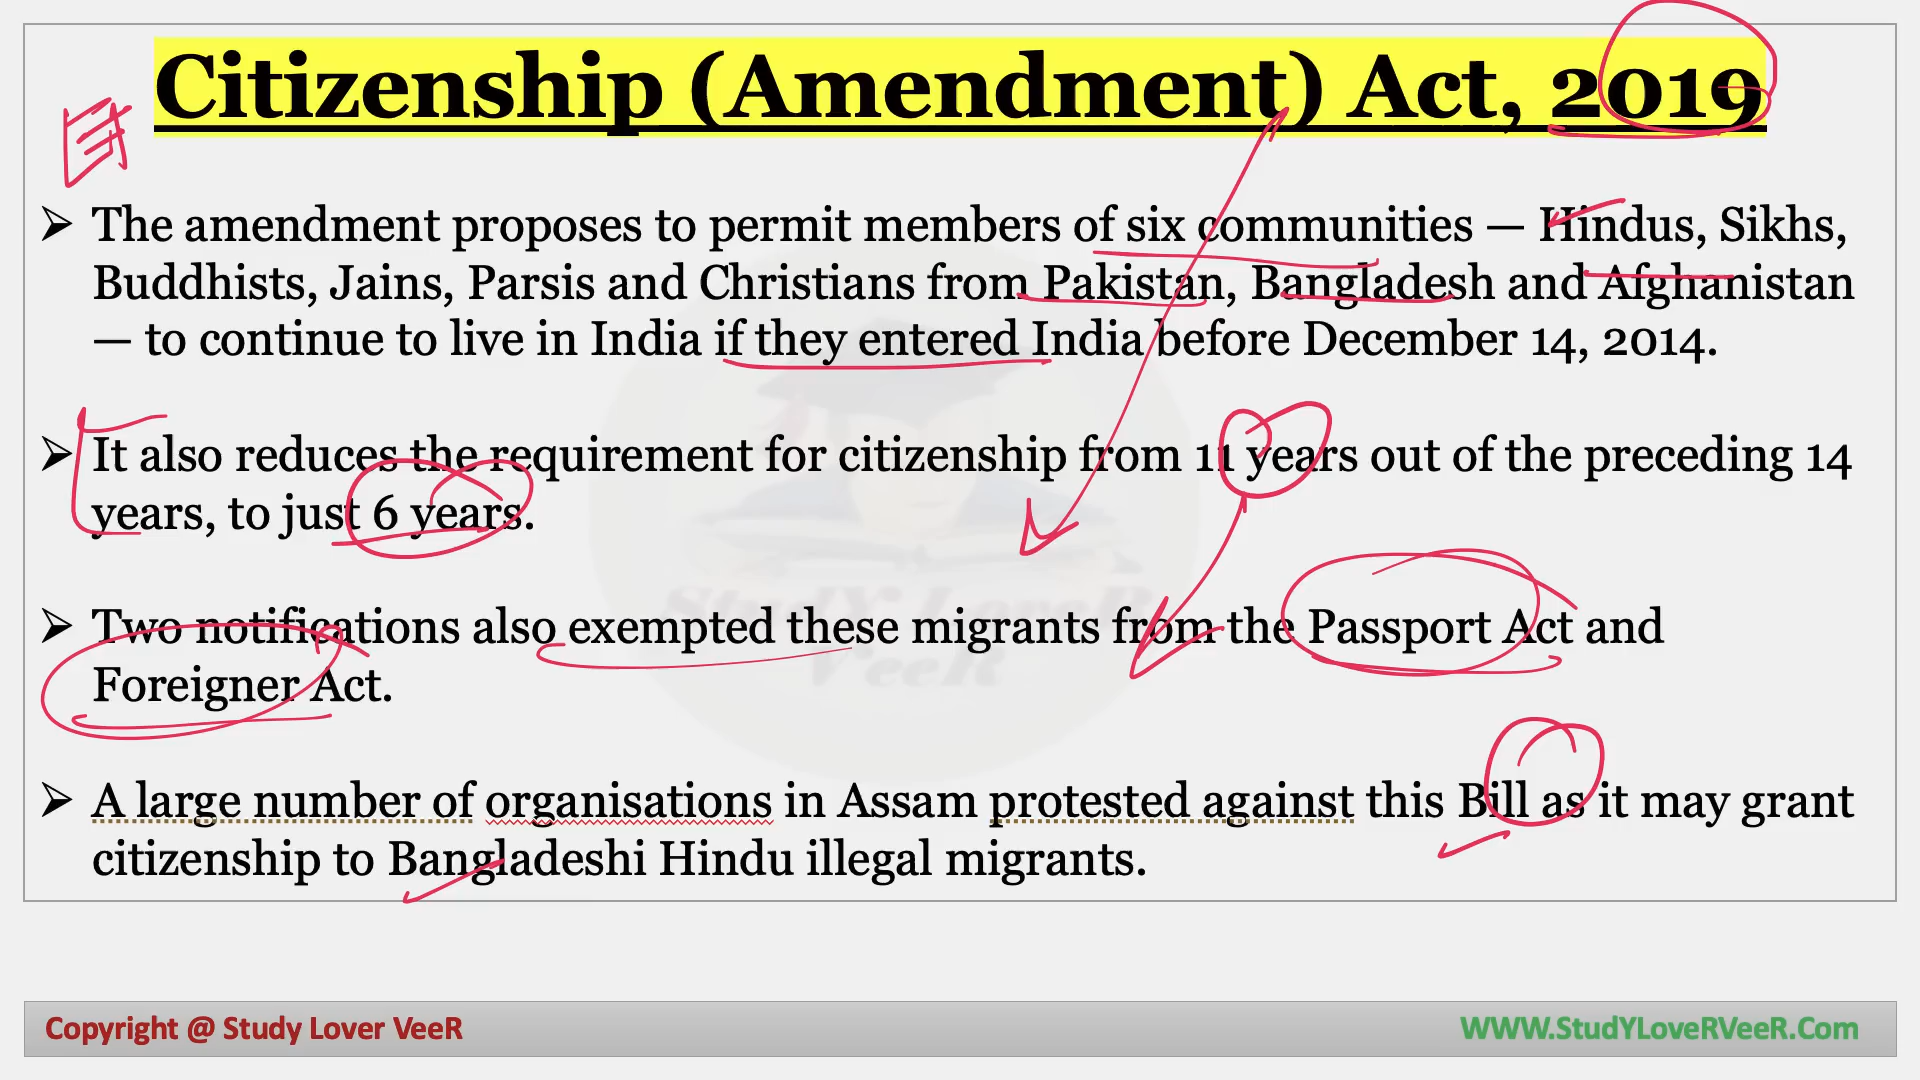 Citizenship (Amendment) Act, 2019
➢ The amendment proposes to permit members of six communities — Hindus, Sikhs,
Buddhists, Jains, Parsis and Christians from Pakistan, Bangladesh and Afghanistan
— to continue to live in India if they entered India before December 14, 2014.
➢ It also reduces the requirement for citizenship from 11 years out of the preceding 14
years, to just 6 years.
➢ Two notifications also exempted these migrants from the Passport Act and
Foreigner Act.
➢ A large number of organisations in Assam protested against this Bill as it may grant
citizenship to Bangladeshi Hindu illegal migrants.
StudY LoveR
VeeR
Copyright @ Study Lover VeeR
WWW.StudYLoveRVeeR.Com